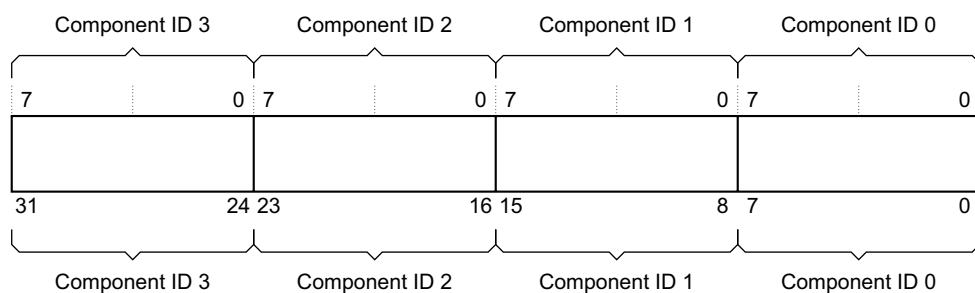 Component ID 3 Component ID 2 Component ID 1 Component ID 0
7 0 7 0 7 0 7 0
31 24 23 16 15 8 7 0
Component ID 3 Component ID 2 Component ID 1 Component ID 0